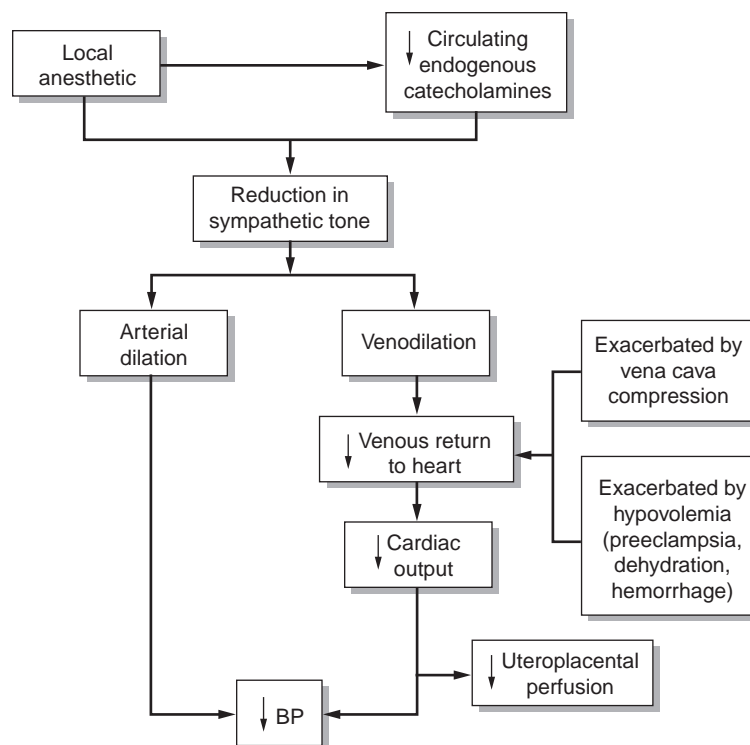 Local
anesthetic
↓ Circulating
endogenous
catecholamines
Reduction in
sympathetic tone
Arterial
dilation
Venodilation
Exacerbated by
vena cava
compression
↓ Venous return
to heart
Exacerbated by
hypovolemia
(preeclampsia,
dehydration,
hemorrhage)
↓ Cardiac
output
↓ Uteroplacental
perfusion
↓ BP